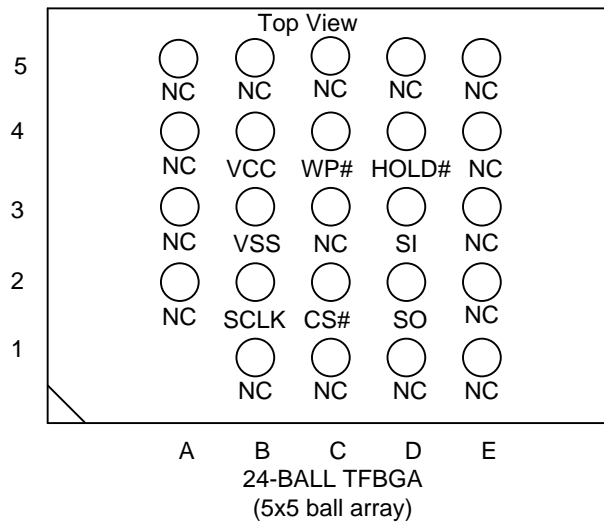 Top View
5
NC NC NC NC NC
4
NC VCC WP# HOLD# NC
3
NC VSS NC SI NC
2
NC SCLK CS# SO NC
1
NC NC NC NC
A B C D E
24-BALL TFBGA
(5x5 ball array)